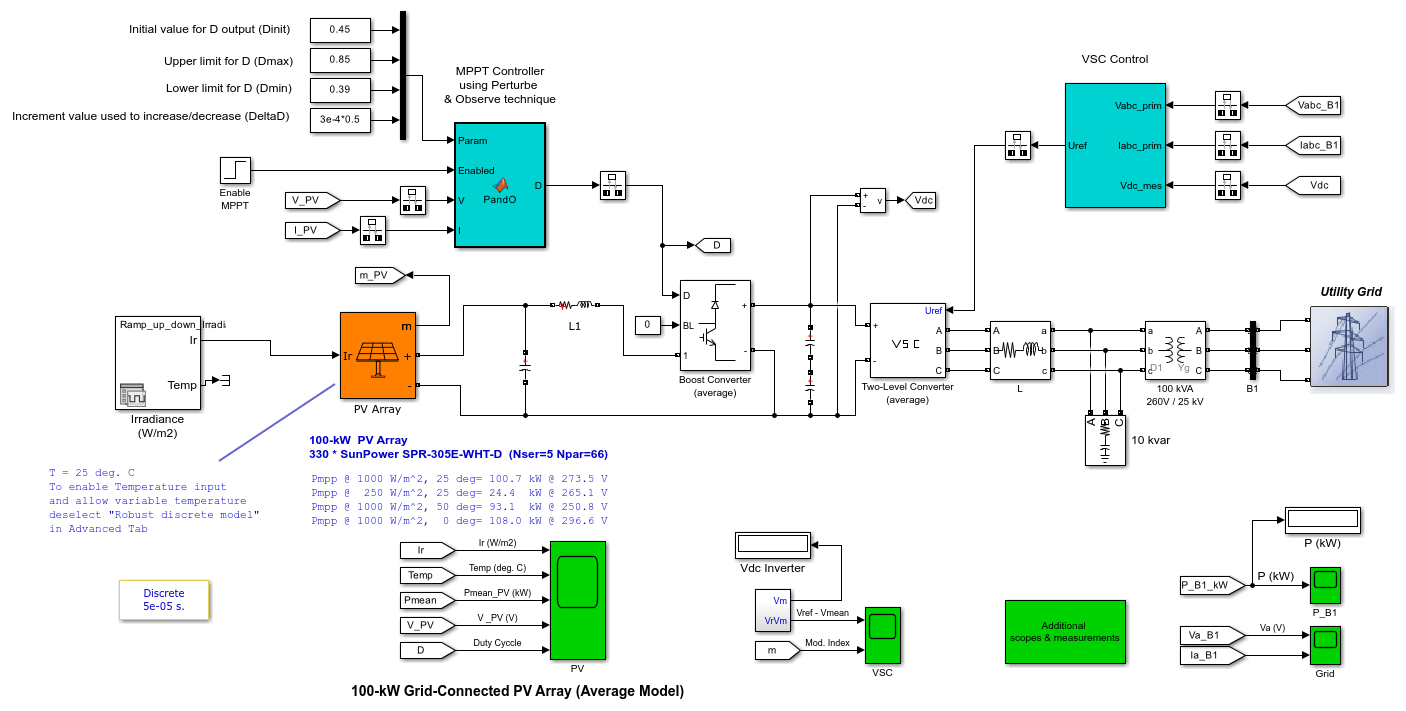 Initial value for D output (Dinit)
0.45
Upper limit for D (Dmax)
0.85
Lower limit for D (Dmin)
0.39
Increment value used to increase/decrease (DeltaD)
3e-4*0.5
MPPT Controller
using Perturbe
& Observe technique
Param
Enabled
V
I
D
PandO
Enable
MPPT
V_PV
I_PV
D
m_PV
VSC Control
Vabc_prim
Iabc_prim
Vdc_mes
Uref
Vabc_B1
Iabc_B1
Vdc
+
-
v
Vdc
Ramp_up_down_Irradi
Ir
Temp
Irradiance
(W/m2)
Ir
m
+
-
PV Array
L1
0
D
BL
1
+
-
Boost Converter
(average)
Uref
+
-
VSC
A
B
C
Two-Level Converter
(average)
A
B
C
a
b
c
L
a
b
c
D1
Yg
A
B
C
100 kVA
260V / 25 kV
B1
Utility Grid
A
B
C
10 kvar
100-kW PV Array
330 * SunPower SPR-305E-WHT-D (Nser=5 Npar=66)
Pmpp @ 1000 W/m^2, 25 deg= 100.7 kW @ 273.5 V
Pmpp @ 250 W/m^2, 25 deg= 24.4 kW @ 265.1 V
Pmpp @ 1000 W/m^2, 50 deg= 93.1 kW @ 250.8 V
Pmpp @ 1000 W/m^2, 0 deg= 108.0 kW @ 296.6 V
T = 25 deg. C
To enable Temperature input
and allow variable temperature
deselect "Robust discrete model"
in Advanced Tab
Discrete
5e-05 s.
Ir
Ir (W/m2)
Temp
Temp (deg. C)
Pmean
Pmean_PV (kW)
V_PV
V _PV (V)
D
Duty Cyccle
PV
Vdc Inverter
Vm
VrVm
Vref - Vmean
m
Mod. Index
VSC
Additional
scopes & measurements
P (kW)
P_B1_kW
P (kW)
P_B1
Va_B1
Va (V)
Ia_B1
Grid
100-kW Grid-Connected PV Array (Average Model)